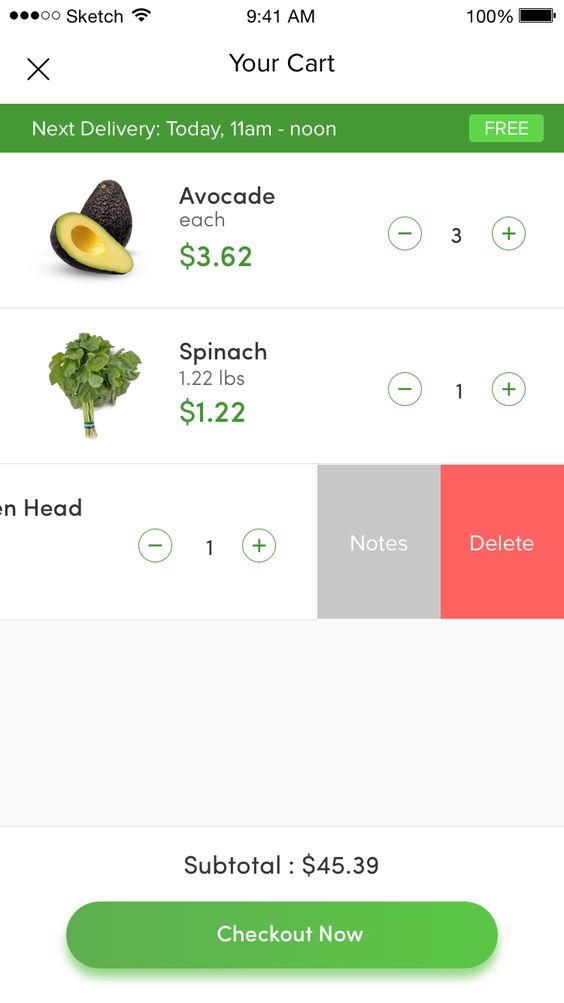 Sketch 9:41 AM 100%
Your Cart
Next Delivery: Today, 11am - noon FREE
Avocade
each
$3.62
− 3 +
Spinach
1.22 lbs
$1.22
− 1 +
en Head
− 1 +
Notes Delete
Subtotal : $45.39
Checkout Now